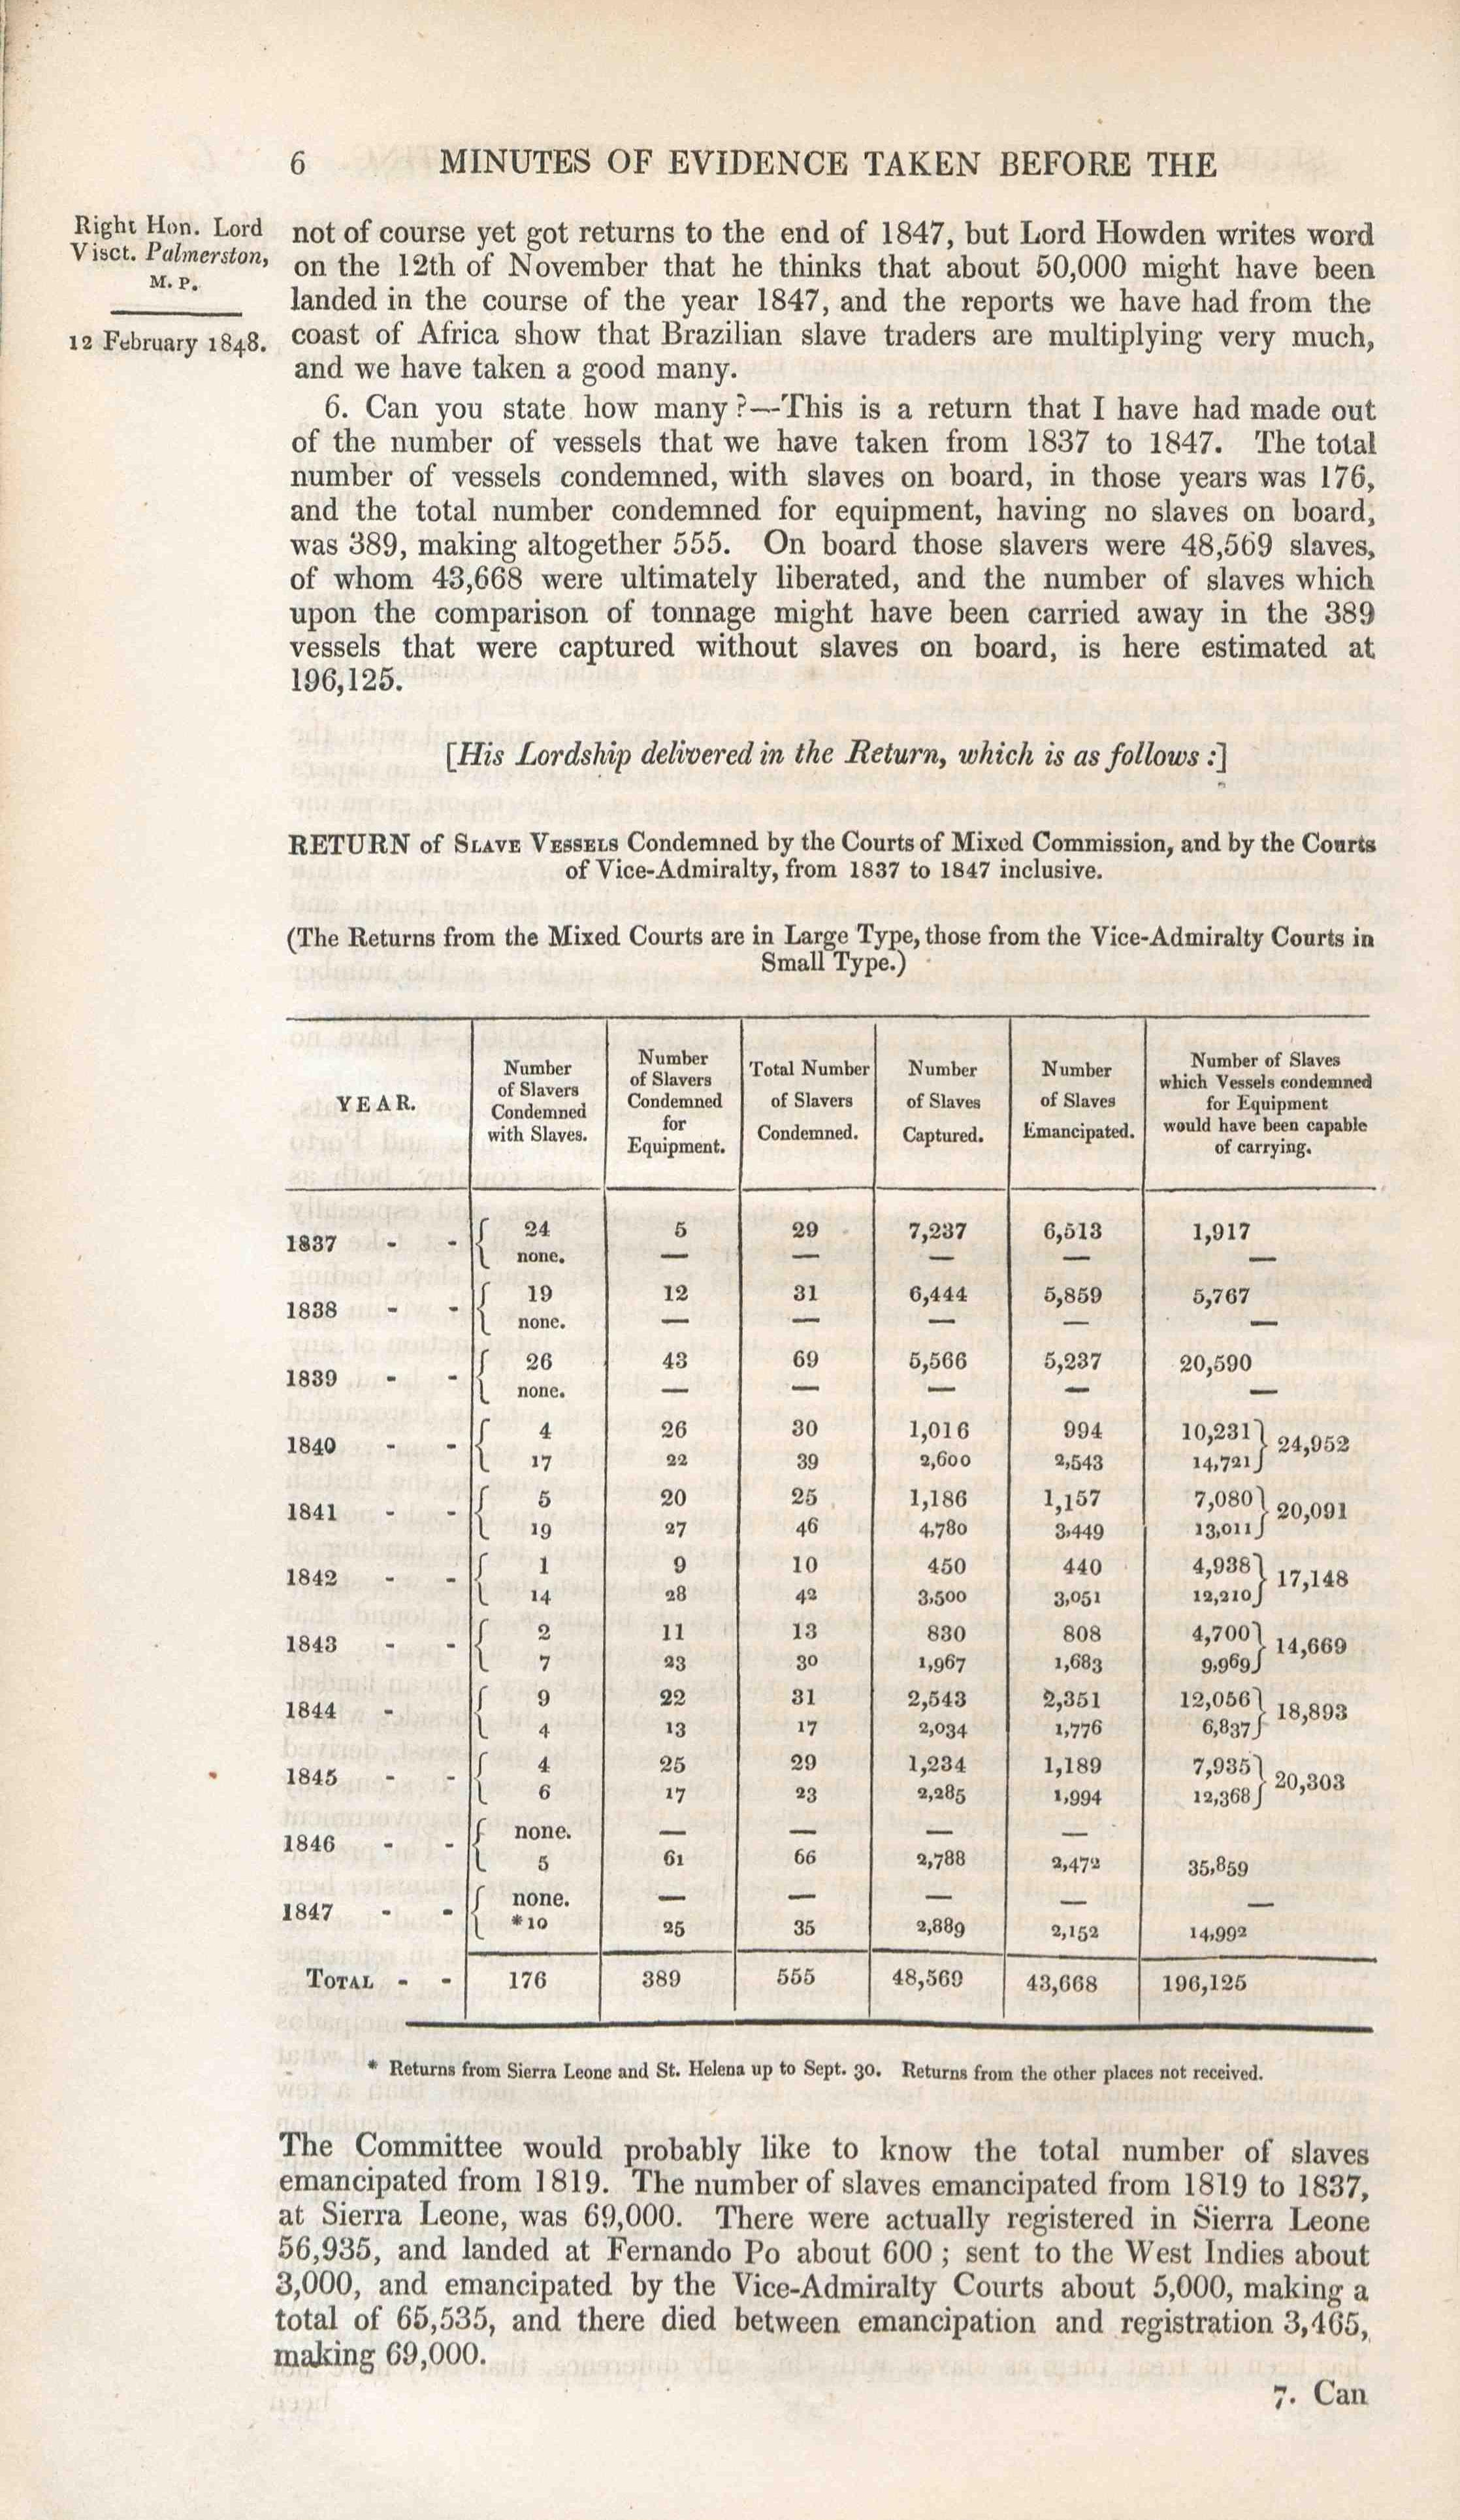 6 MINUTES OF EVIDENCE TAKEN BEFORE THE
Right Hon. Lord
Visct. Palmerston,
M. P.
12 February 1848.
not of course yet got returns to the end of 1847, but Lord Howden writes word
on the 12th of November that he thinks that about 50,000 might have been
landed in the course of the year 1847, and the reports we have had from the
coast of Africa show that Brazilian slave traders are multiplying very much,
and we have taken a good many.
6. Can you state how many?—This is a return that I have had made out
of the number of vessels that we have taken from 1837 to 1847. The total
number of vessels condemned, with slaves on board, in those years was 176,
and the total number condemned for equipment, having no slaves on board,
was 389, making altogether 555. On board those slavers were 48,569 slaves,
of whom 43,668 were ultimately liberated, and the number of slaves which
upon the comparison of tonnage might have been carried away in the 389
vessels that were captured without slaves on board, is here estimated at
196,125.
[His Lordship delivered in the Return, which is as follows:]
RETURN of SLAVE VESSELS Condemned by the Courts of Mixed Commission, and by the Courts
of Vice-Admiralty, from 1837 to 1847 inclusive.
(The Returns from the Mixed Courts are in Large Type, those from the Vice-Admiralty Courts in
Small Type.)
YEAR.
Number
of Slavers
Condemned
with Slaves.
Number
of Slavers
Condemned
for
Equipment.
Total Number
of Slavers
Condemned.
Number
of Slaves
Captured.
Number
of Slaves
Emancipated.
Number of Slaves
which Vessels condemned
for Equipment
would have been capable
of carrying.
1837 - - { 24 5 29 7,237 6,513 1,917
none. — — — — —
1838 - - { 19 12 31 6,444 5,859 5,767
none. — — — — —
1839 - - { 26 43 69 5,566 5,237 20,590
none. — — — — —
1840 - - { 4 26 30 1,016 994 10,231 } 24,952
17 22 39 2,600 2,543 14,721
1841 - - { 5 20 25 1,186 1,157 7,080 } 20,091
19 27 46 4,780 3,449 13,011
1842 - - { 1 9 10 450 440 4,938 } 17,148
14 28 42 3,500 3,051 12,210
1843 - - { 2 11 13 830 808 4,700 } 14,669
7 23 30 1,967 1,683 9,969
1844 - { 9 22 31 2,543 2,351 12,056 } 18,893
4 13 17 2,034 1,776 6,837
1845 - - { 4 25 29 1,234 1,189 7,935 } 20,303
6 17 23 2,285 1,994 12,368
1846 - - { none. — — — —
5 61 66 2,788 2,472 35,859
1847 - - { none. — — — — —
*10 25 35 2,889 2,152 14,992
TOTAL - - 176 389 555 48,569 43,668 196,125
* Returns from Sierra Leone and St. Helena up to Sept. 30. Returns from the other places not received.
The Committee would probably like to know the total number of slaves
emancipated from 1819. The number of slaves emancipated from 1819 to 1837,
at Sierra Leone, was 69,000. There were actually registered in Sierra Leone
56,935, and landed at Fernando Po about 600; sent to the West Indies about
3,000, and emancipated by the Vice-Admiralty Courts about 5,000, making a
total of 65,535, and there died between emancipation and registration 3,465,
making 69,000.
7. Can